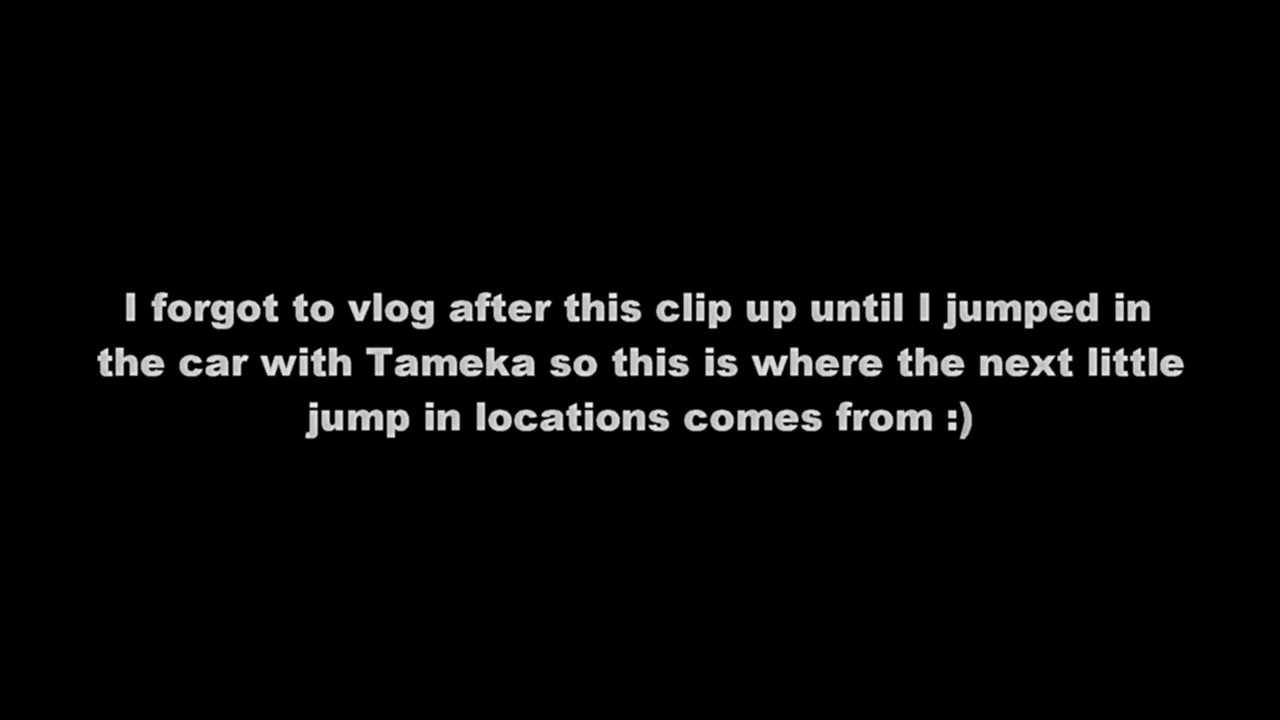 I forgot to vlog after this clip up until I jumped in
the car with Tameka so this is where the next little
jump in locations comes from :)